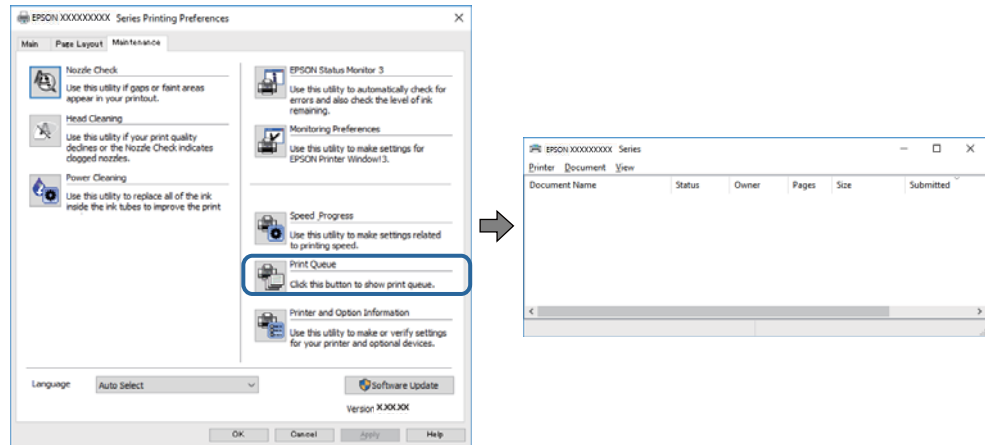 EPSON XXXXXXXXX Series Printing Preferences
Main Page Layout Maintenance
Nozzle Check
Use this utility if gaps or faint areas
appear in your printout.
Head Cleaning
Use this utility if your print quality
declines or the Nozzle Check indicates
clogged nozzles.
Power Cleaning
Use this utility to replace all of the ink
inside the ink tubes to improve the print
EPSON Status Monitor 3
Use this utility to automatically check for
errors and also check the level of ink
remaining.
Monitoring Preferences
Use this utility to make settings for
EPSON Printer Window!3.
Speed Progress
Use this utility to make settings related
to printing speed.
Print Queue
Click this button to show print queue.
Printer and Option Information
Use this utility to make or verify settings
for your printer and optional devices.
Language Auto Select
Software Update
Version X.XX.XX
OK Cancel Apply Help
EPSON XXXXXXXXX Series
Printer Document View
Document Name Status Owner Pages Size Submitted